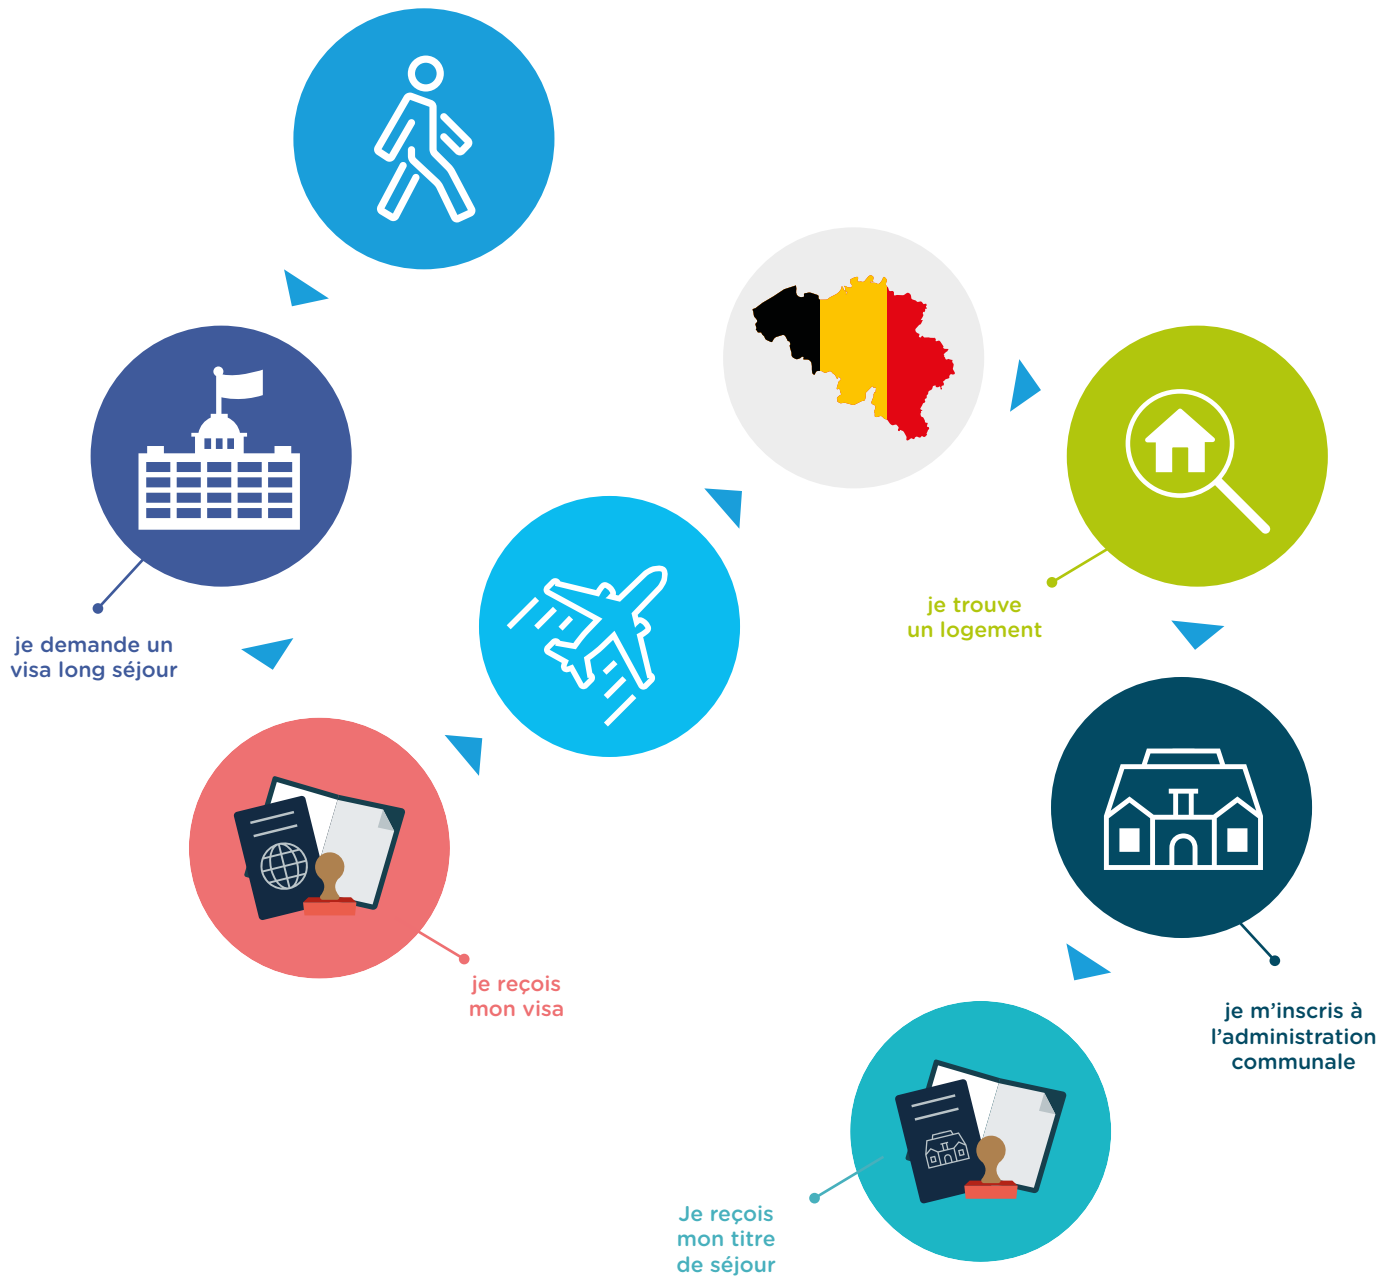 je demande un
visa long séjour
je reçois
mon visa
je trouve
un logement
je m’inscris à
l’administration
communale
Je reçois
mon titre
de séjour